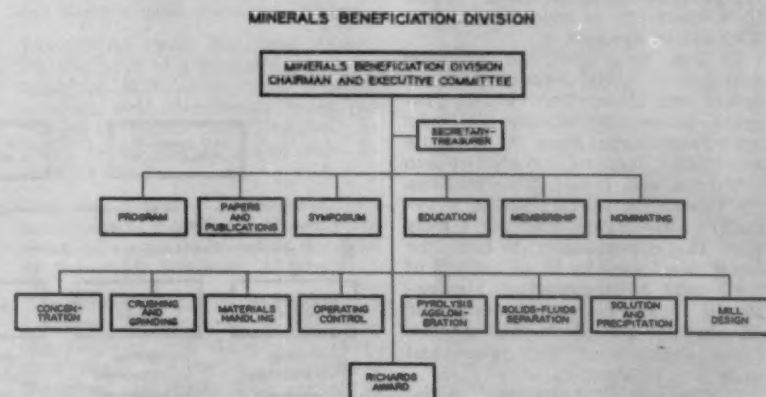 MINERALS BENEFICIATION DIVISION
MINERALS BENEFICIATION DIVISION
CHAIRMAN AND EXECUTIVE COMMITTEE
SECRETARY-
TREASURER
PROGRAM
PAPERS
AND
PUBLICATIONS
SYMPOSIUM
EDUCATION
MEMBERSHIP
NOMINATING
CONCEN-
TRATION
CRUSHING
AND
GRINDING
MATERIALS
HANDLING
OPERATING
CONTROL
PYROLYSIS
AGGLOM-
ERATION
SOLIDS-FLUIDS
SEPARATION
SOLUTION
AND
PRECIPITATION
MILL
DESIGN
RICHARDS
AWARD